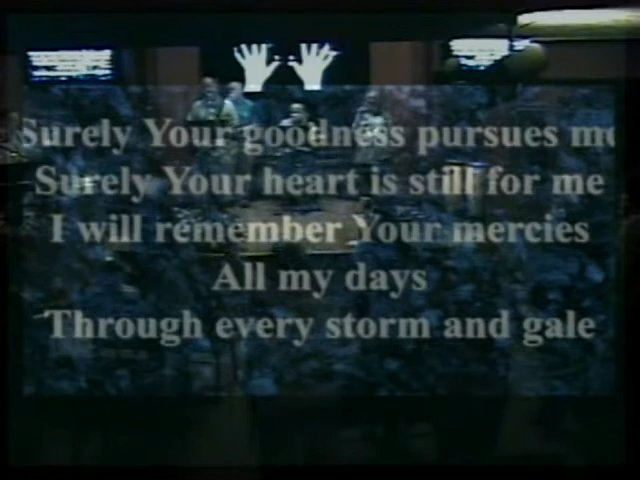 Surely Your goodness pursues me
Surely Your heart is still for me
I will remember Your mercies
All my days
Through every storm and gale